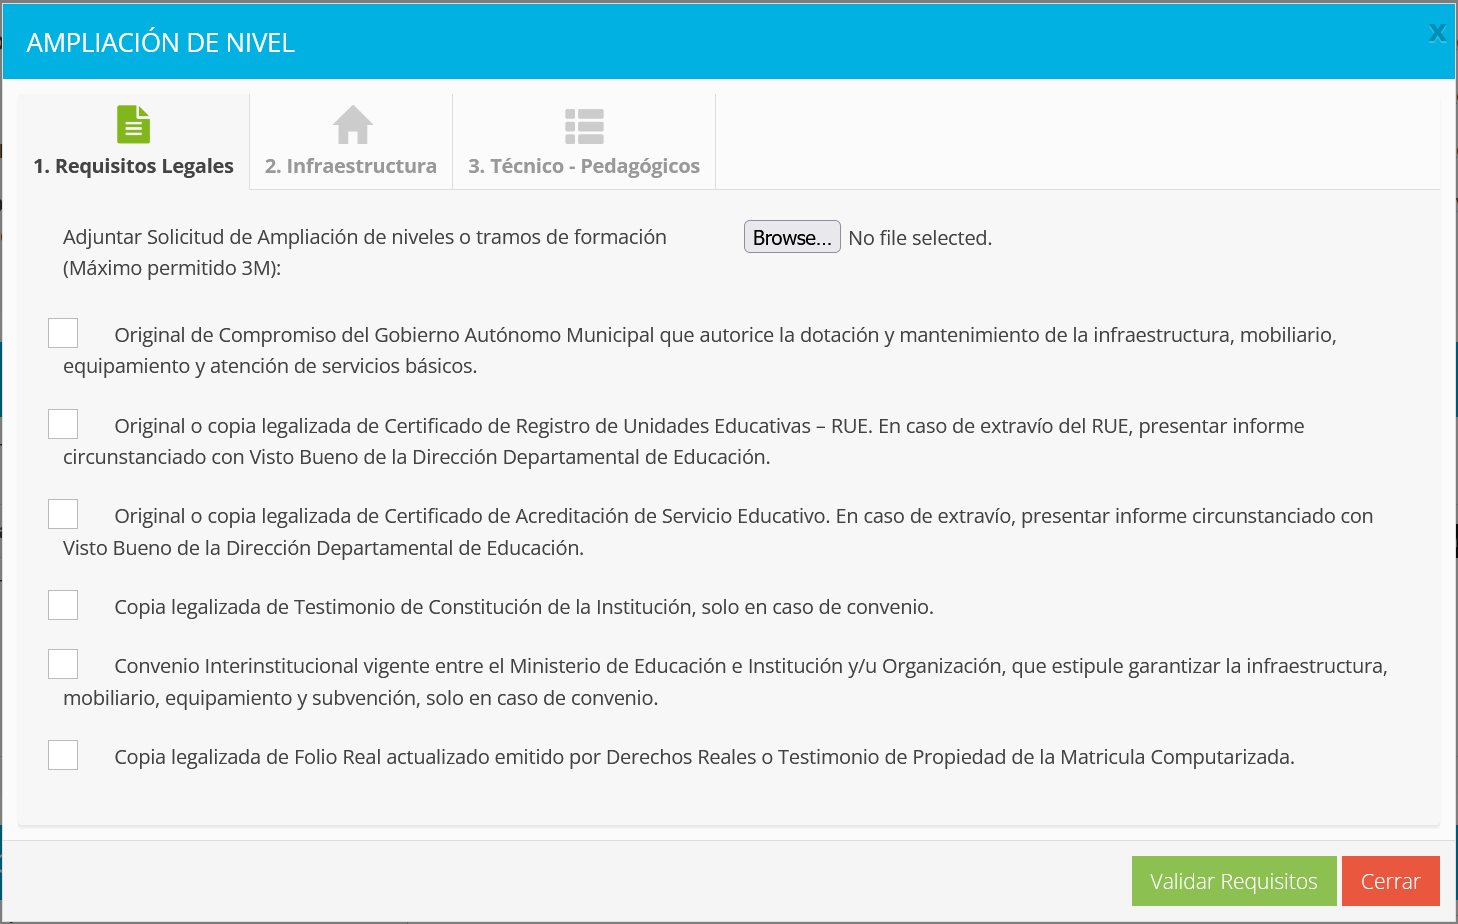 AMPLIACIÓN DE NIVEL
x
1. Requisitos Legales
2. Infraestructura
3. Técnico - Pedagógicos
Adjuntar Solicitud de Ampliación de niveles o tramos de formación
(Máximo permitido 3M):
Browse... No file selected.
Original de Compromiso del Gobierno Autónomo Municipal que autorice la dotación y mantenimiento de la infraestructura, mobiliario,
equipamiento y atención de servicios básicos.
Original o copia legalizada de Certificado de Registro de Unidades Educativas – RUE. En caso de extravío del RUE, presentar informe
circunstanciado con Visto Bueno de la Dirección Departamental de Educación.
Original o copia legalizada de Certificado de Acreditación de Servicio Educativo. En caso de extravío, presentar informe circunstanciado con
Visto Bueno de la Dirección Departamental de Educación.
Copia legalizada de Testimonio de Constitución de la Institución, solo en caso de convenio.
Convenio Interinstitucional vigente entre el Ministerio de Educación e Institución y/u Organización, que estipule garantizar la infraestructura,
mobiliario, equipamiento y subvención, solo en caso de convenio.
Copia legalizada de Folio Real actualizado emitido por Derechos Reales o Testimonio de Propiedad de la Matricula Computarizada.
Validar Requisitos
Cerrar